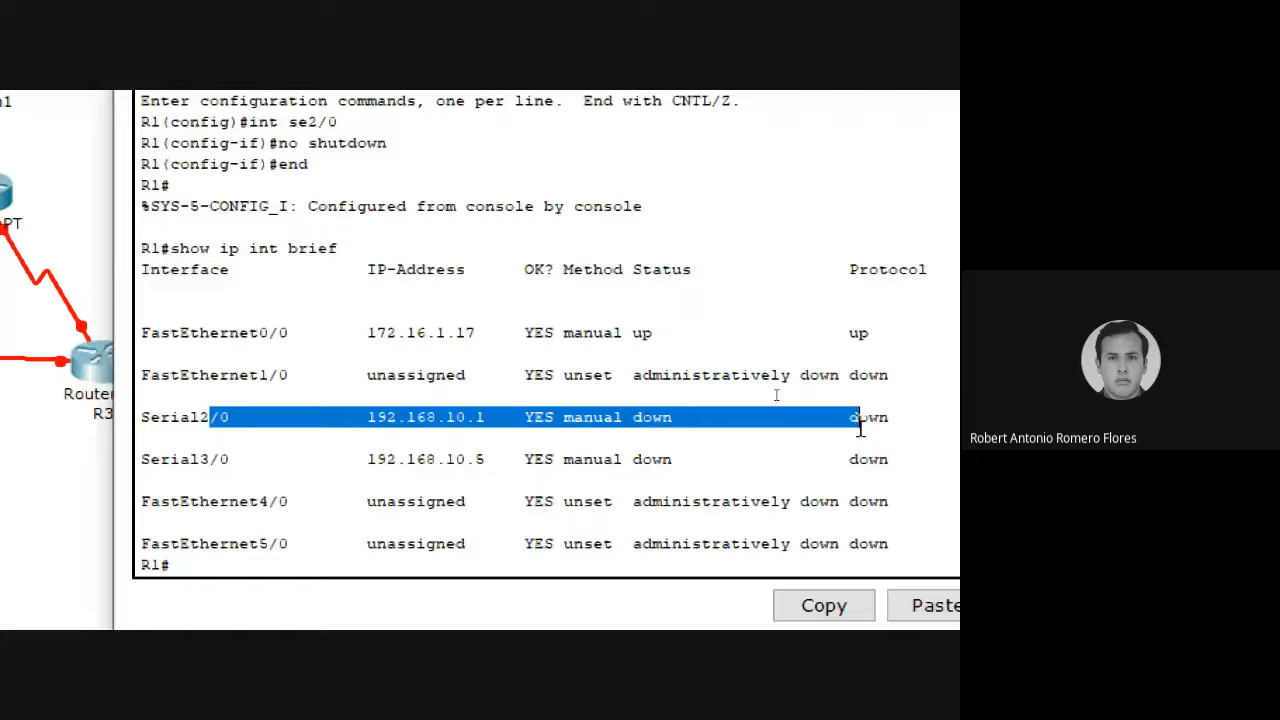 n1
PT
Router
R3
Enter configuration commands, one per line.  End with CNTL/Z.
R1(config)#int se2/0
R1(config-if)#no shutdown
R1(config-if)#end
R1#
%SYS-5-CONFIG_I: Configured from console by console
R1#show ip int brief
Interface IP-Address OK? Method Status Protocol
FastEthernet0/0 172.16.1.17 YES manual up up
FastEthernet1/0 unassigned YES unset administratively down down
Serial2/0 192.168.10.1 YES manual down down
Serial3/0 192.168.10.5 YES manual down down
FastEthernet4/0 unassigned YES unset administratively down down
FastEthernet5/0 unassigned YES unset administratively down down
R1#
Copy Paste
Robert Antonio Romero Flores